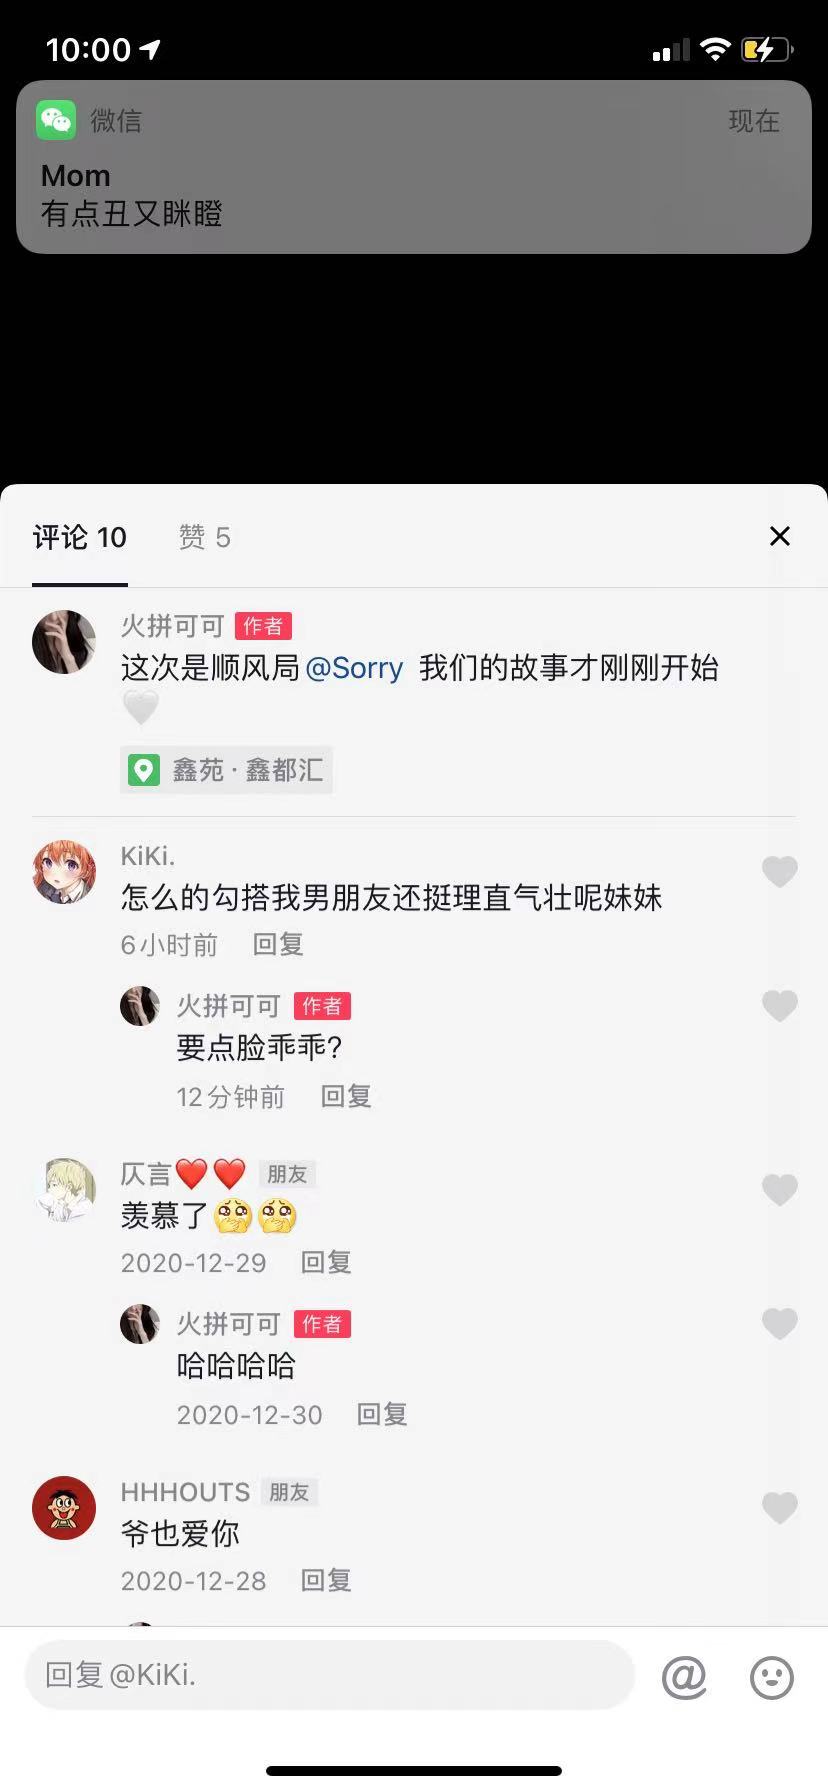 10:00
微信
现在
Mom
有点丑又眯瞪
评论 10
赞 5
火拼可可 作者
这次是顺风局@Sorry 我们的故事才刚刚开始
🤍
鑫苑·鑫都汇
KiKi.
怎么的勾搭我男朋友还挺理直气壮呢妹妹
6小时前 回复
火拼可可 作者
要点脸乖乖?
12分钟前 回复
仄言❤️❤️ 朋友
羡慕了🥺🥺
2020-12-29 回复
火拼可可 作者
哈哈哈哈
2020-12-30 回复
HHHOUTS 朋友
爷也爱你
2020-12-28 回复
回复 @KiKi.
@